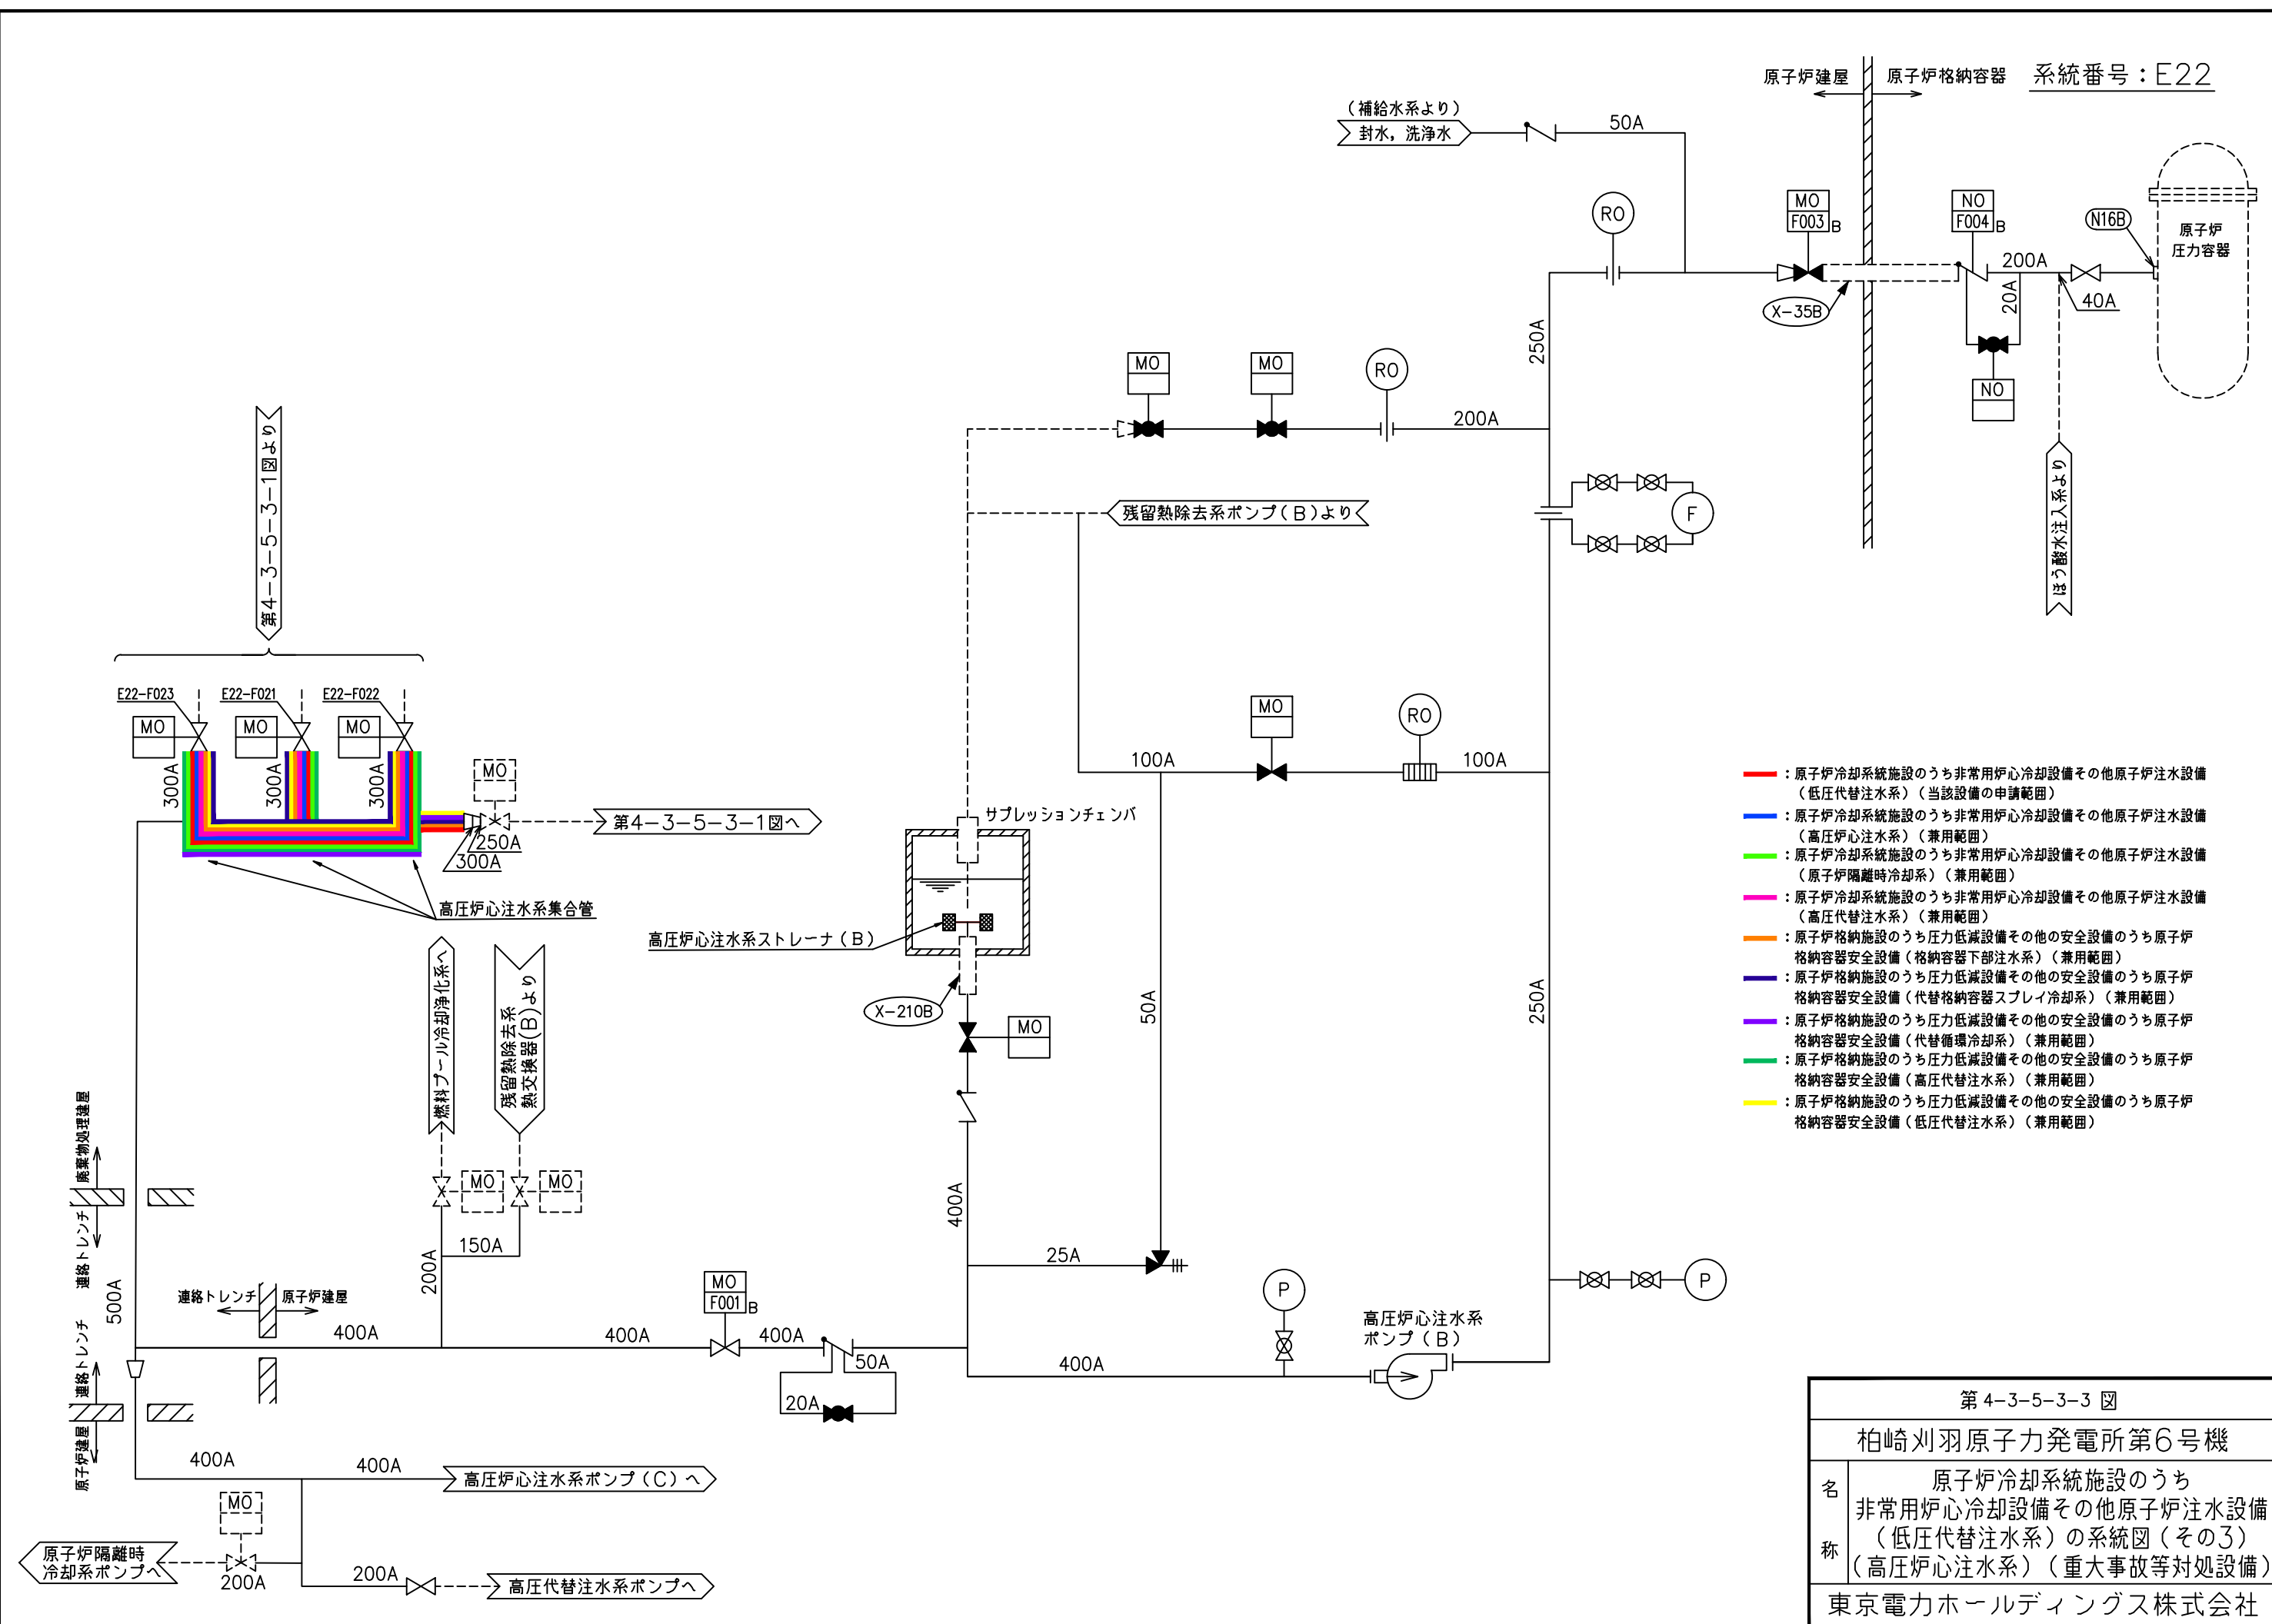 系統番号：E22
原子炉建屋
原子炉格納容器
（補給水系より）
封水，洗浄水
50A
RO
MO
F003
B
NO
F004
B
N16B
原子炉
圧力容器
200A
20A
40A
X-35B
NO
ほう酸水注入系より
250A
MO
MO
RO
200A
残留熱除去系ポンプ（B）より
F
第4-3-5-3-1図より
E22-F023
E22-F021
E22-F022
MO
MO
MO
300A
300A
300A
MO
第4-3-5-3-1図へ
250A
300A
高圧炉心注水系集合管
MO
RO
100A
100A
サプレッションチェンバ
高圧炉心注水系ストレーナ（B）
X-210B
MO
50A
250A
燃料プール冷却浄化系へ
残留熱除去系
熱交換器(B)より
MO
MO
150A
200A
400A
25A
P
P
高圧炉心注水系
ポンプ（B）
400A
廃棄物処理建屋
連絡トレンチ
500A
連絡トレンチ
原子炉建屋
連絡トレンチ
原子炉建屋
400A
400A
MO
F001
B
400A
50A
20A
400A
400A
高圧炉心注水系ポンプ（C）へ
MO
原子炉隔離時
冷却系ポンプへ
200A
200A
高圧代替注水系ポンプへ
：原子炉冷却系統施設のうち非常用炉心冷却設備その他原子炉注水設備
（低圧代替注水系）（当該設備の申請範囲）
：原子炉冷却系統施設のうち非常用炉心冷却設備その他原子炉注水設備
（高圧炉心注水系）（兼用範囲）
：原子炉冷却系統施設のうち非常用炉心冷却設備その他原子炉注水設備
（原子炉隔離時冷却系）（兼用範囲）
：原子炉冷却系統施設のうち非常用炉心冷却設備その他原子炉注水設備
（高圧代替注水系）（兼用範囲）
：原子炉格納施設のうち圧力低減設備その他の安全設備のうち原子炉
格納容器安全設備（格納容器下部注水系）（兼用範囲）
：原子炉格納施設のうち圧力低減設備その他の安全設備のうち原子炉
格納容器安全設備（代替格納容器スプレイ冷却系）（兼用範囲）
：原子炉格納施設のうち圧力低減設備その他の安全設備のうち原子炉
格納容器安全設備（代替循環冷却系）（兼用範囲）
：原子炉格納施設のうち圧力低減設備その他の安全設備のうち原子炉
格納容器安全設備（高圧代替注水系）（兼用範囲）
：原子炉格納施設のうち圧力低減設備その他の安全設備のうち原子炉
格納容器安全設備（低圧代替注水系）（兼用範囲）
第 4-3-5-3-3 図
柏崎刈羽原子力発電所第6号機
名称
原子炉冷却系統施設のうち
非常用炉心冷却設備その他原子炉注水設備
（低圧代替注水系）の系統図（その3）
（高圧炉心注水系）（重大事故等対処設備）
東京電力ホールディングス株式会社